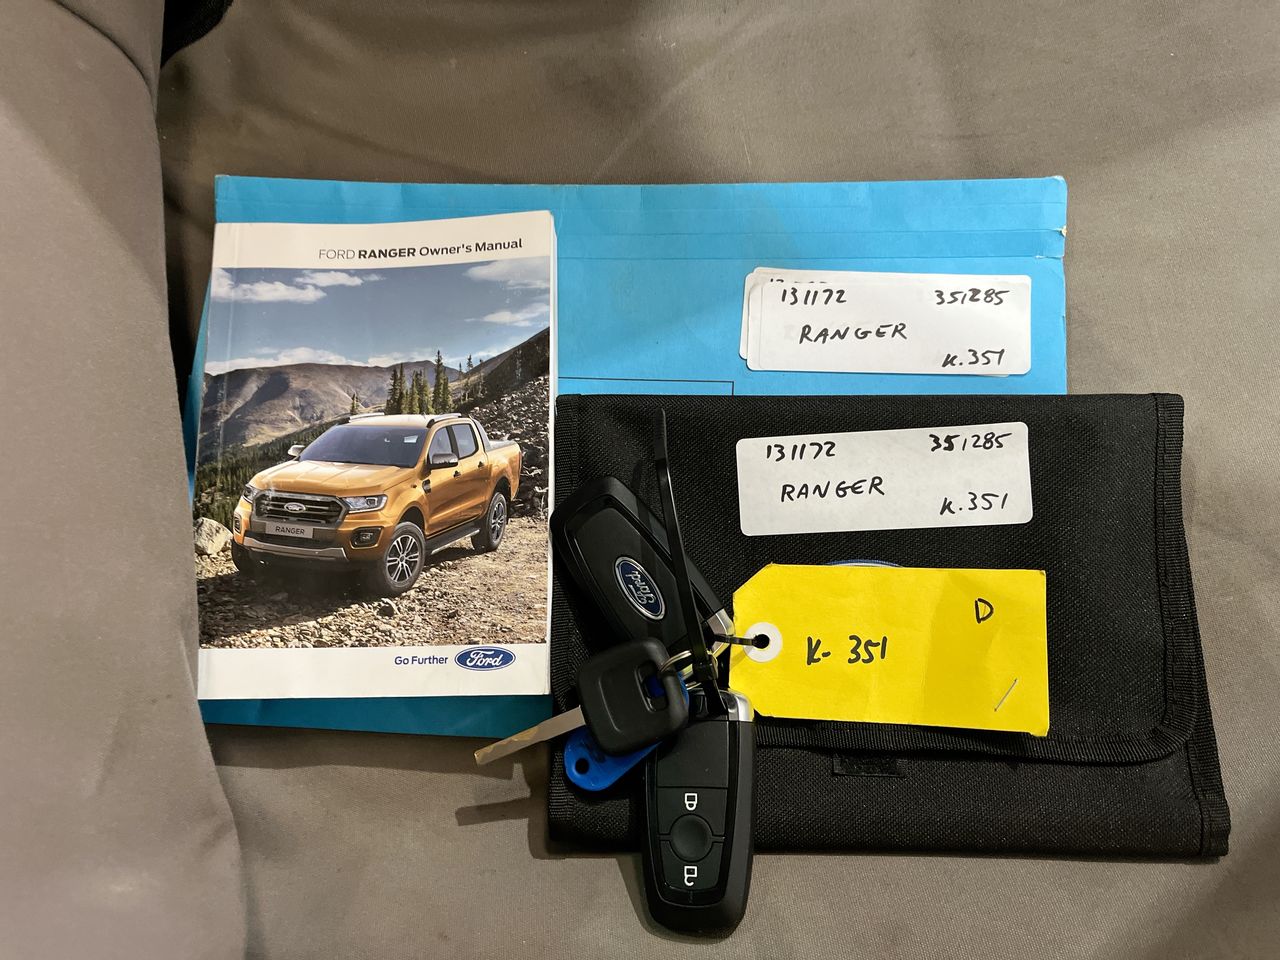 FORD RANGER Owner's Manual
RANGER
Go Further Ford
131172 351285
RANGER
K.351
131172 351285
RANGER
K.351
Ford
D
K- 351